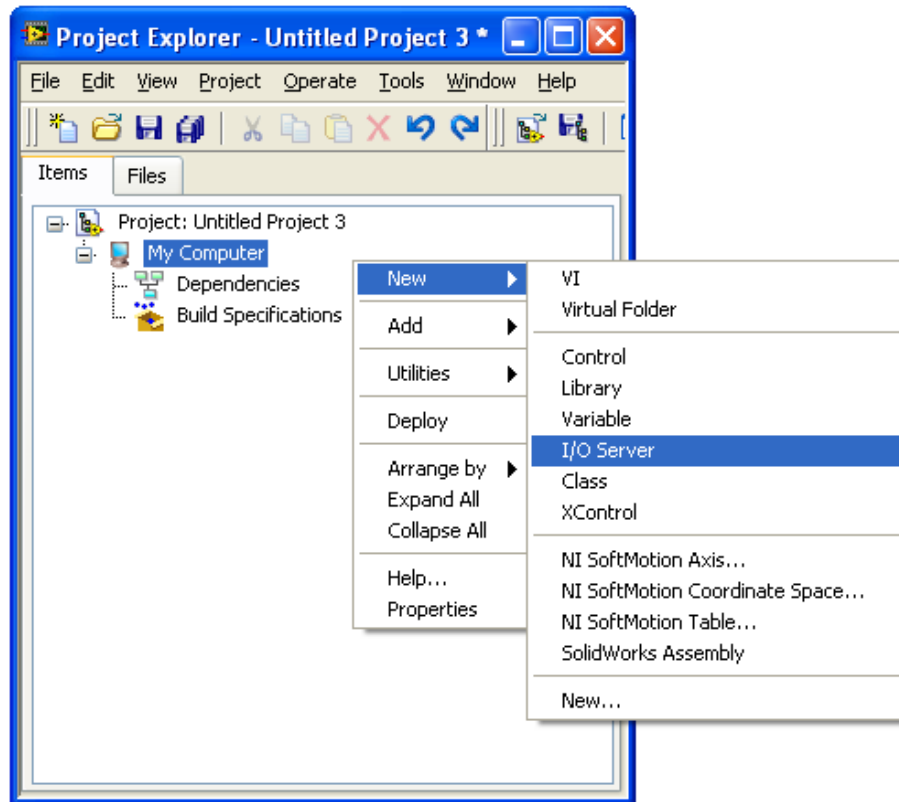 Project Explorer - Untitled Project 3 *
File Edit View Project Operate Tools Window Help
Items Files
Project: Untitled Project 3
My Computer
Dependencies
Build Specifications
New
Add
Utilities
Deploy
Arrange by
Expand All
Collapse All
Help...
Properties
VI
Virtual Folder
Control
Library
Variable
I/O Server
Class
XControl
NI SoftMotion Axis...
NI SoftMotion Coordinate Space...
NI SoftMotion Table...
SolidWorks Assembly
New...